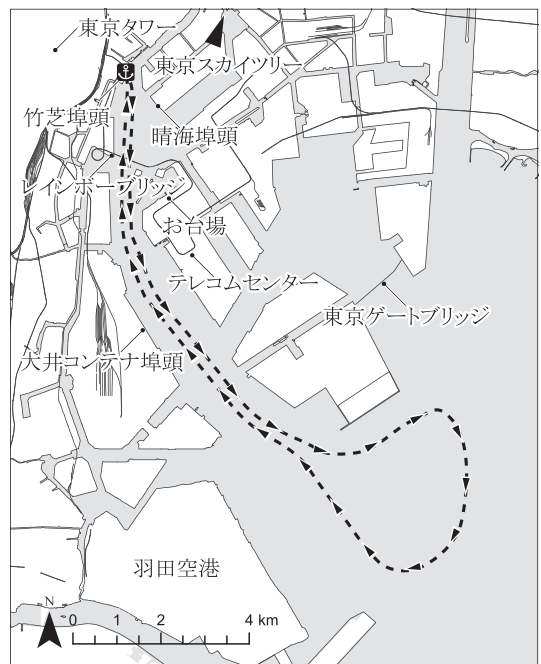 東京タワー
東京スカイツリー
竹芝埠頭
晴海埠頭
レインボーブリッジ
お台場
テレコムセンター
東京ゲートブリッジ
大井コンテナ埠頭
羽田空港
N
0 1 2 4 km